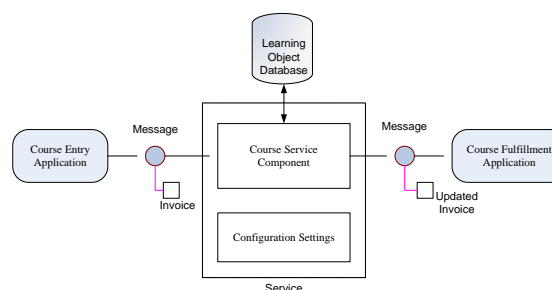 Learning
Object
Database
Message
Message
Course Entry
Application
Course Service
Component
Course Fulfillment
Application
Invoice
Updated
Invoice
Configuration Settings
Service